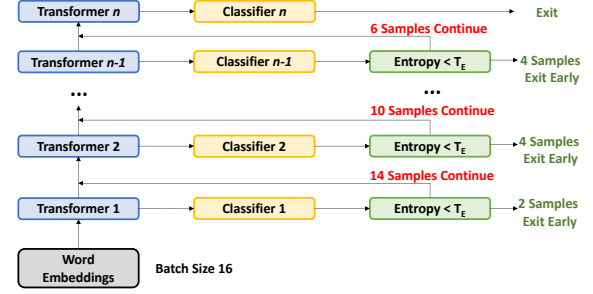 Transformer n
Classifier n
Exit
6 Samples Continue
Transformer n-1
Classifier n-1
Entropy < TE
4 Samples
Exit Early
...
...
10 Samples Continue
Transformer 2
Classifier 2
Entropy < TE
4 Samples
Exit Early
14 Samples Continue
Transformer 1
Classifier 1
Entropy < TE
2 Samples
Exit Early
Word
Embeddings
Batch Size 16